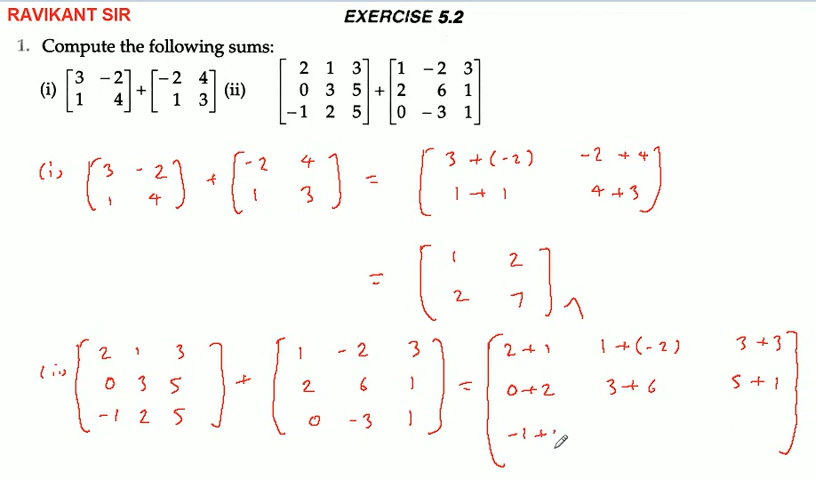 RAVIKANT SIR
EXERCISE 5.2
1. Compute the following sums:
(i) [3 -2; 1 4] + [-2 4; 1 3] (ii) [2 1 3; 0 3 5; -1 2 5] + [1 -2 3; 2 6 1; 0 -3 1]
(i) [3 -2; 1 4] + [-2 4; 1 3] = [3+(-2) -2+4; 1+1 4+3]
= [1 2; 2 7]
(ii) [2 1 3; 0 3 5; -1 2 5] + [1 -2 3; 2 6 1; 0 -3 1] = [2+1 1+(-2) 3+3; 0+2 3+6 5+1; -1+